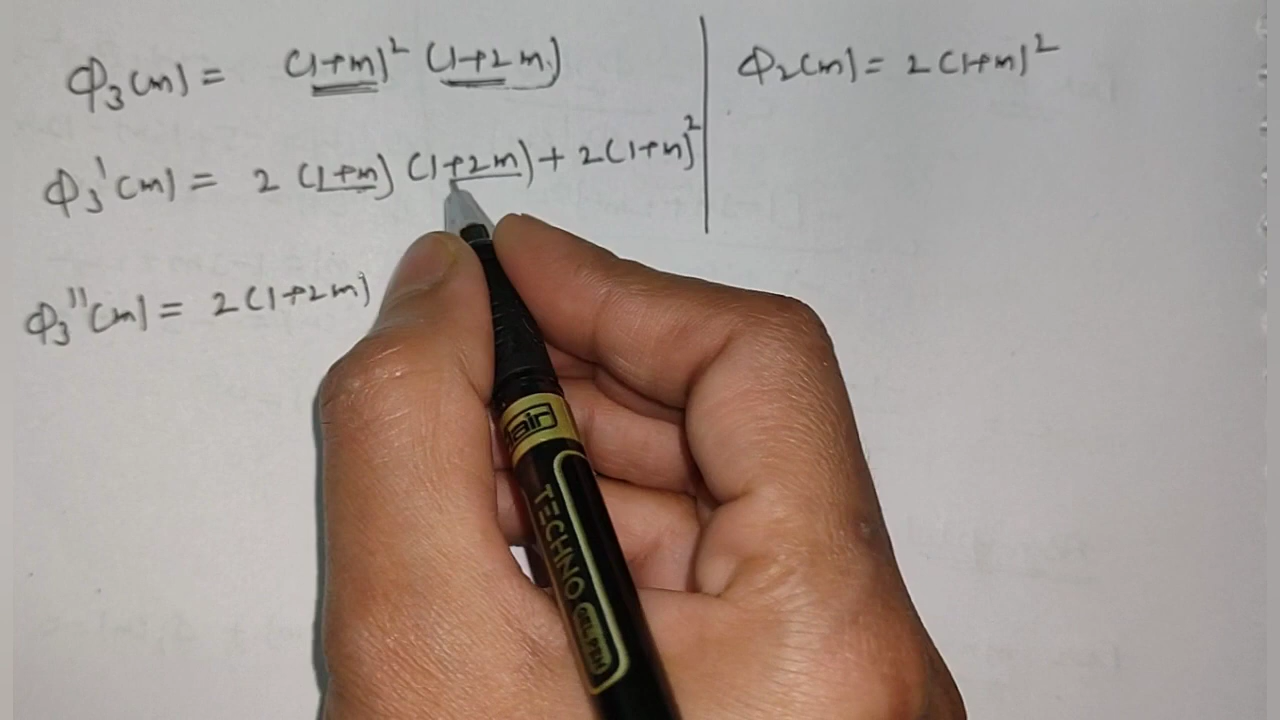 Φ₃(m) = (1+m)² (1+2m)
Φ₂(m) = 2(1+m)²
Φ₃'(m) = 2 (1+m) (1+2m) + 2(1+m)²
Φ₃''(m) = 2(1+2m)
TECHNO
GELPEN